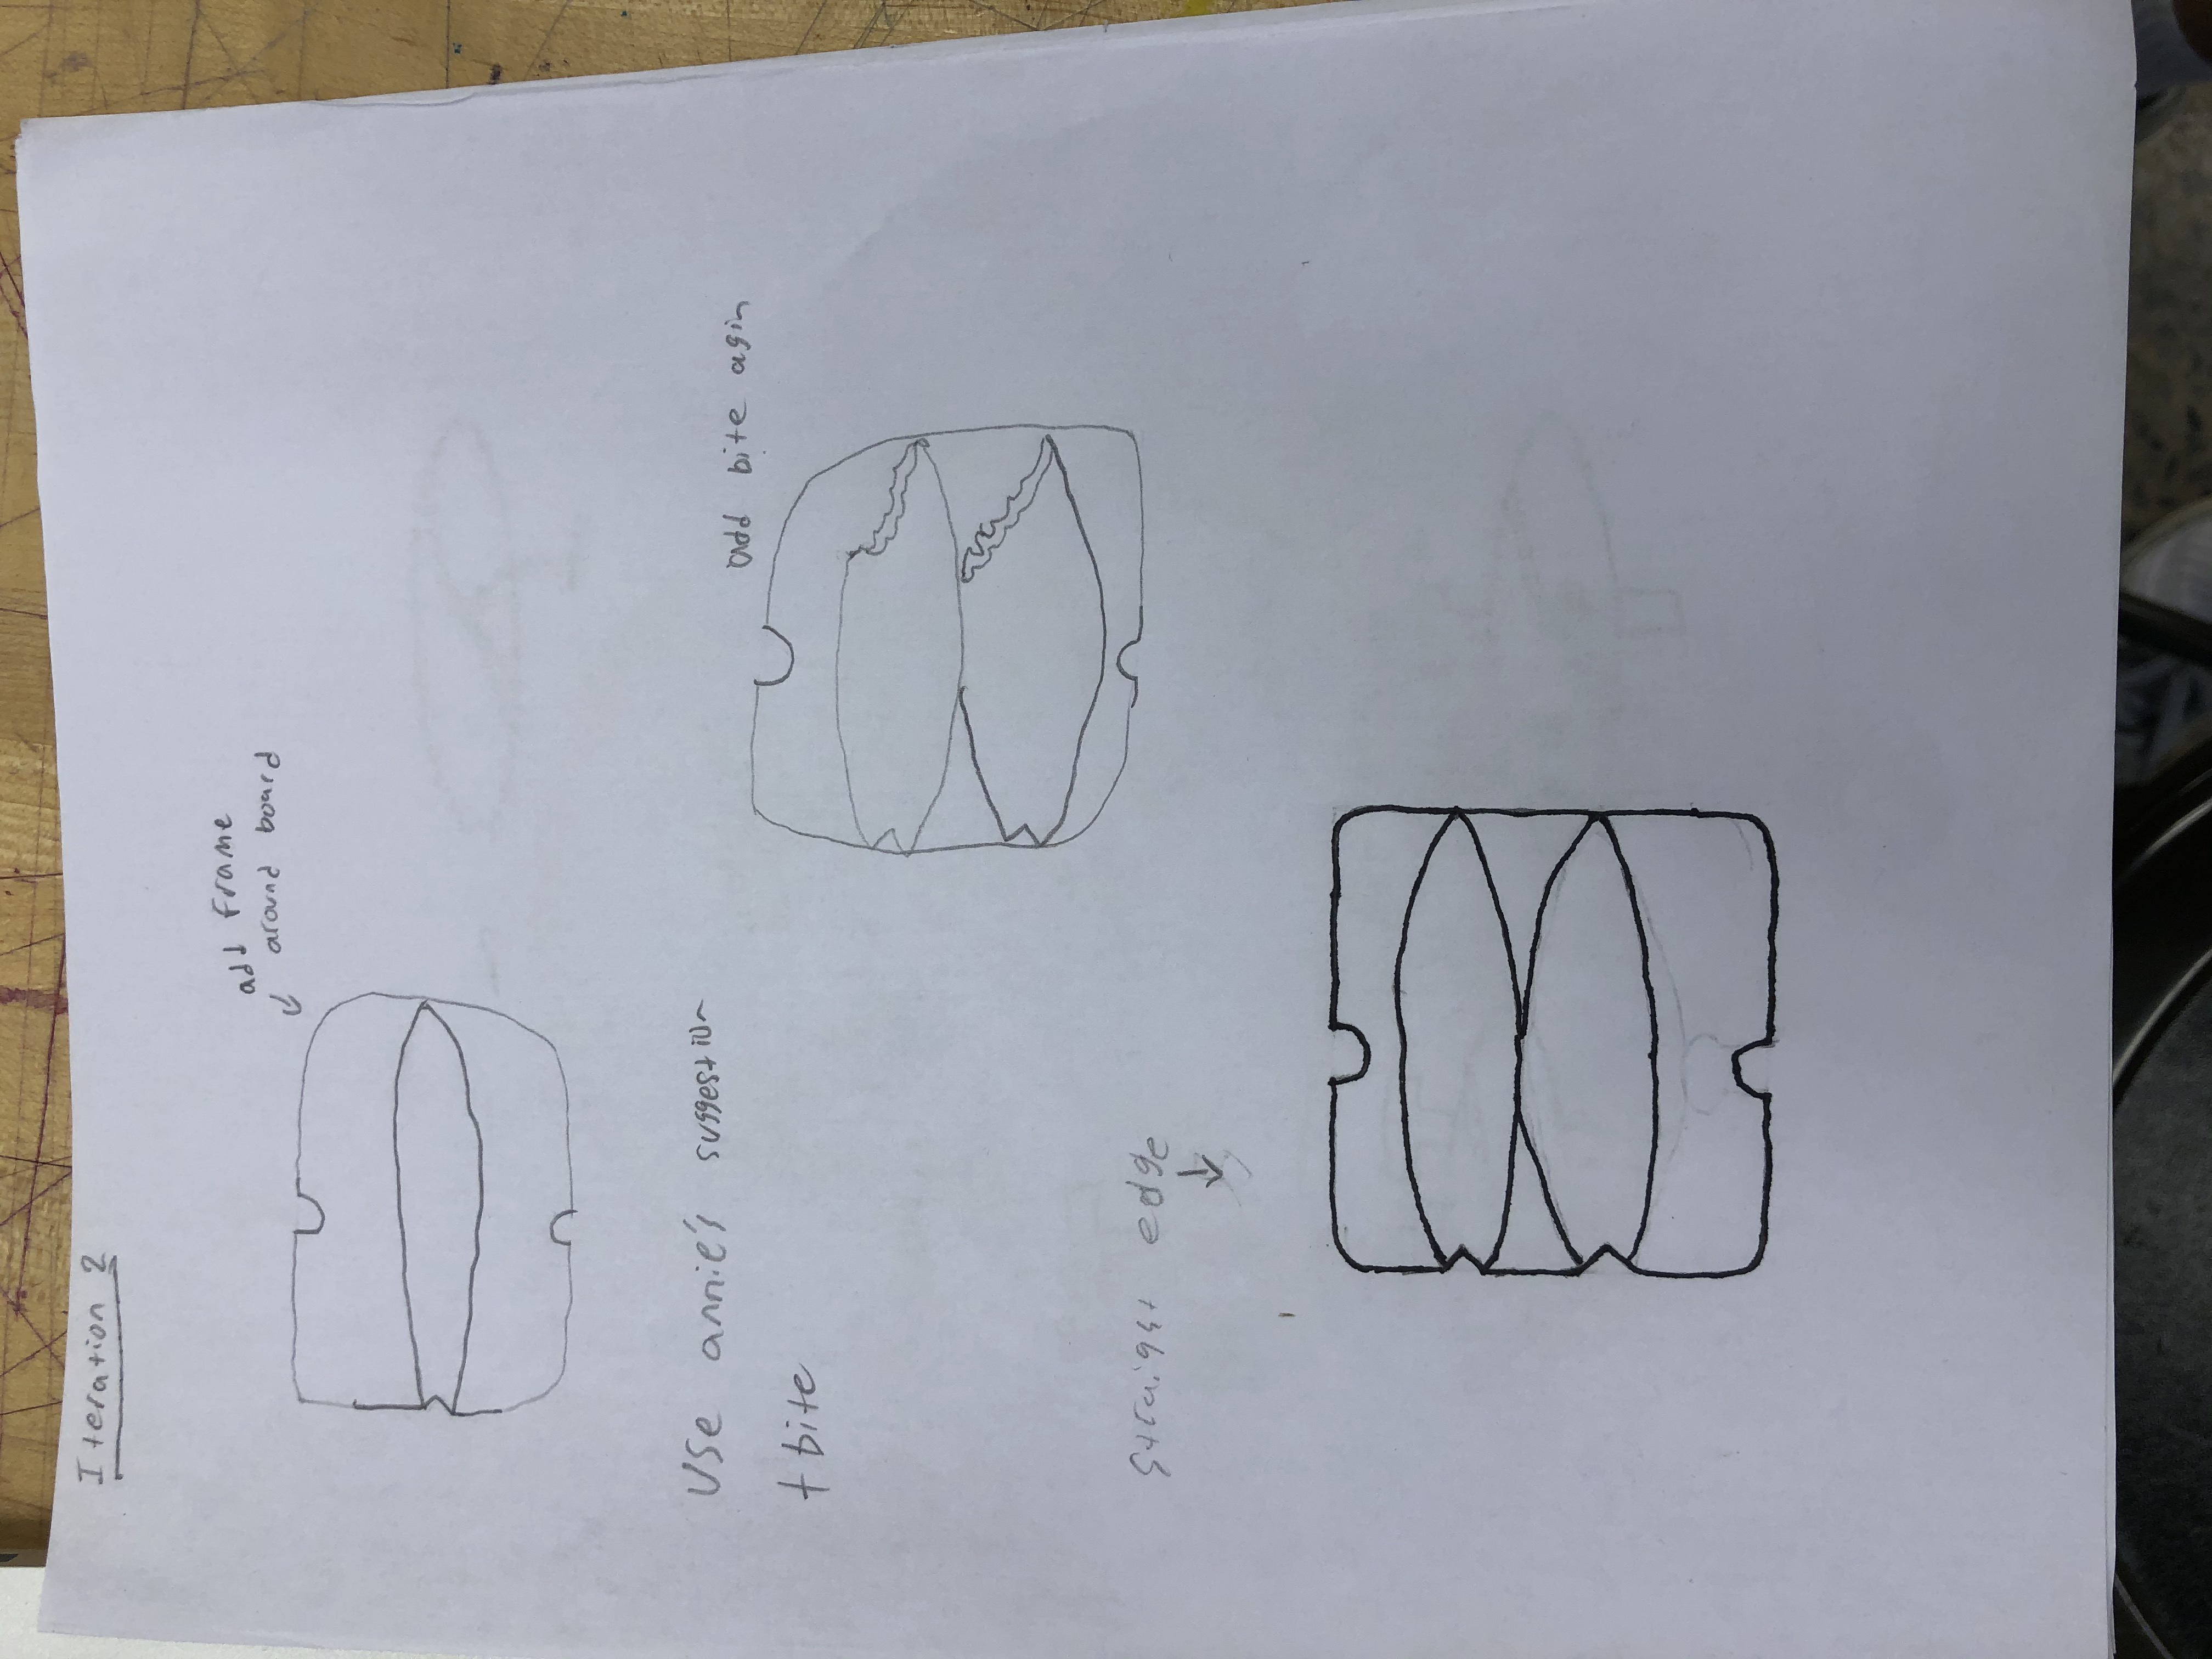 Iteration 2
add Frame
around board
Use annie's suggestion
+ bite
add bite agin
straight edge